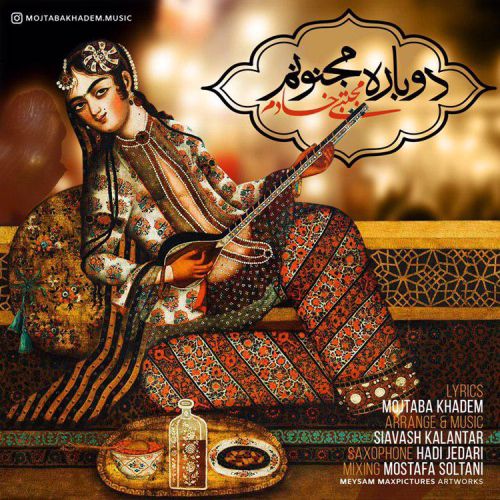 MOJTABAKHADEM.MUSIC
دوباره مجنونم
مجتبی خادم
LYRICS
MOJTABA KHADEM
ARRANGE & MUSIC
SIAVASH KALANTAR
SAXOPHONE HADI JEDARI
MIXING MOSTAFA SOLTANI
MEYSAM MAXPICTURES ARTWORKS